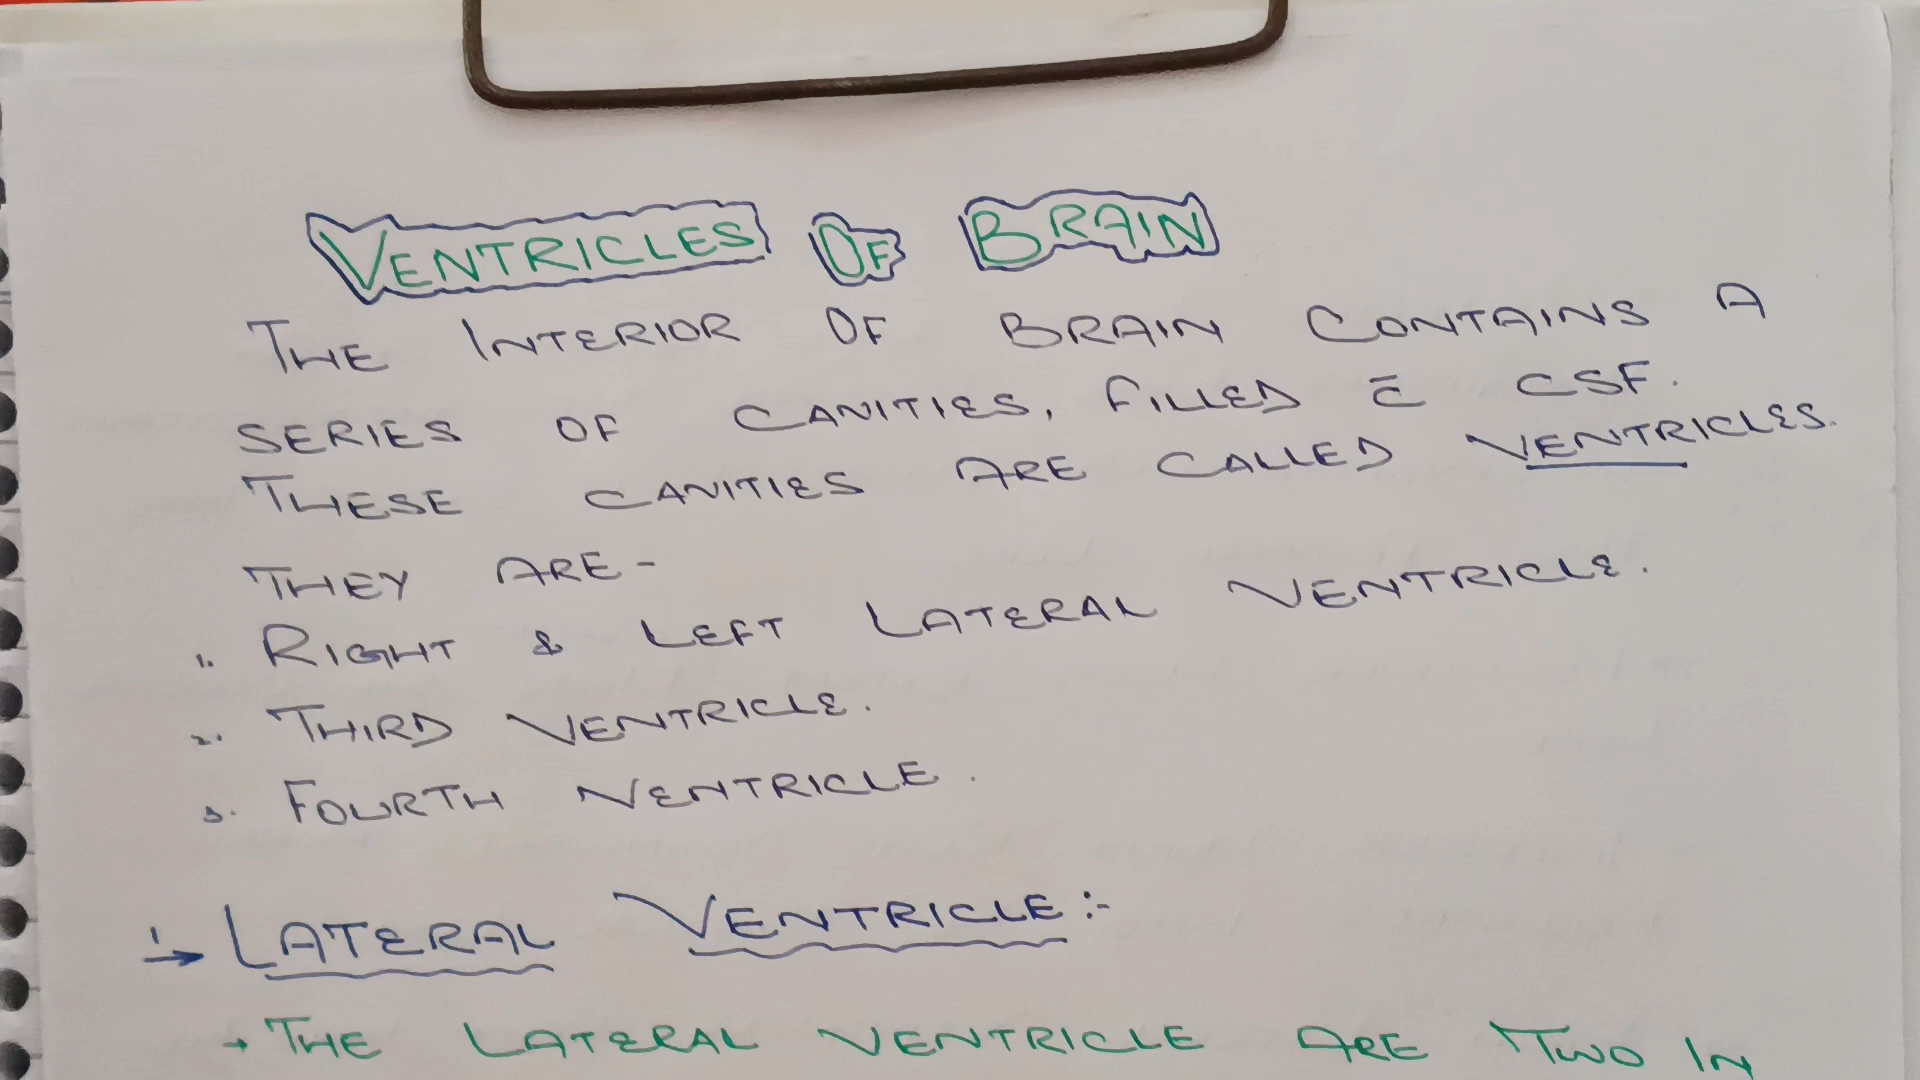 VENTRICLES OF BRAIN
THE INTERIOR OF BRAIN CONTAINS A
SERIES OF CAVITIES, FILLED c̄ CSF.
THESE CAVITIES ARE CALLED VENTRICLES.
THEY ARE -
1. RIGHT & LEFT LATERAL VENTRICLE.
2. THIRD VENTRICLE.
3. FOURTH VENTRICLE.
1→ LATERAL VENTRICLE :-
→ THE LATERAL VENTRICLE ARE TWO IN